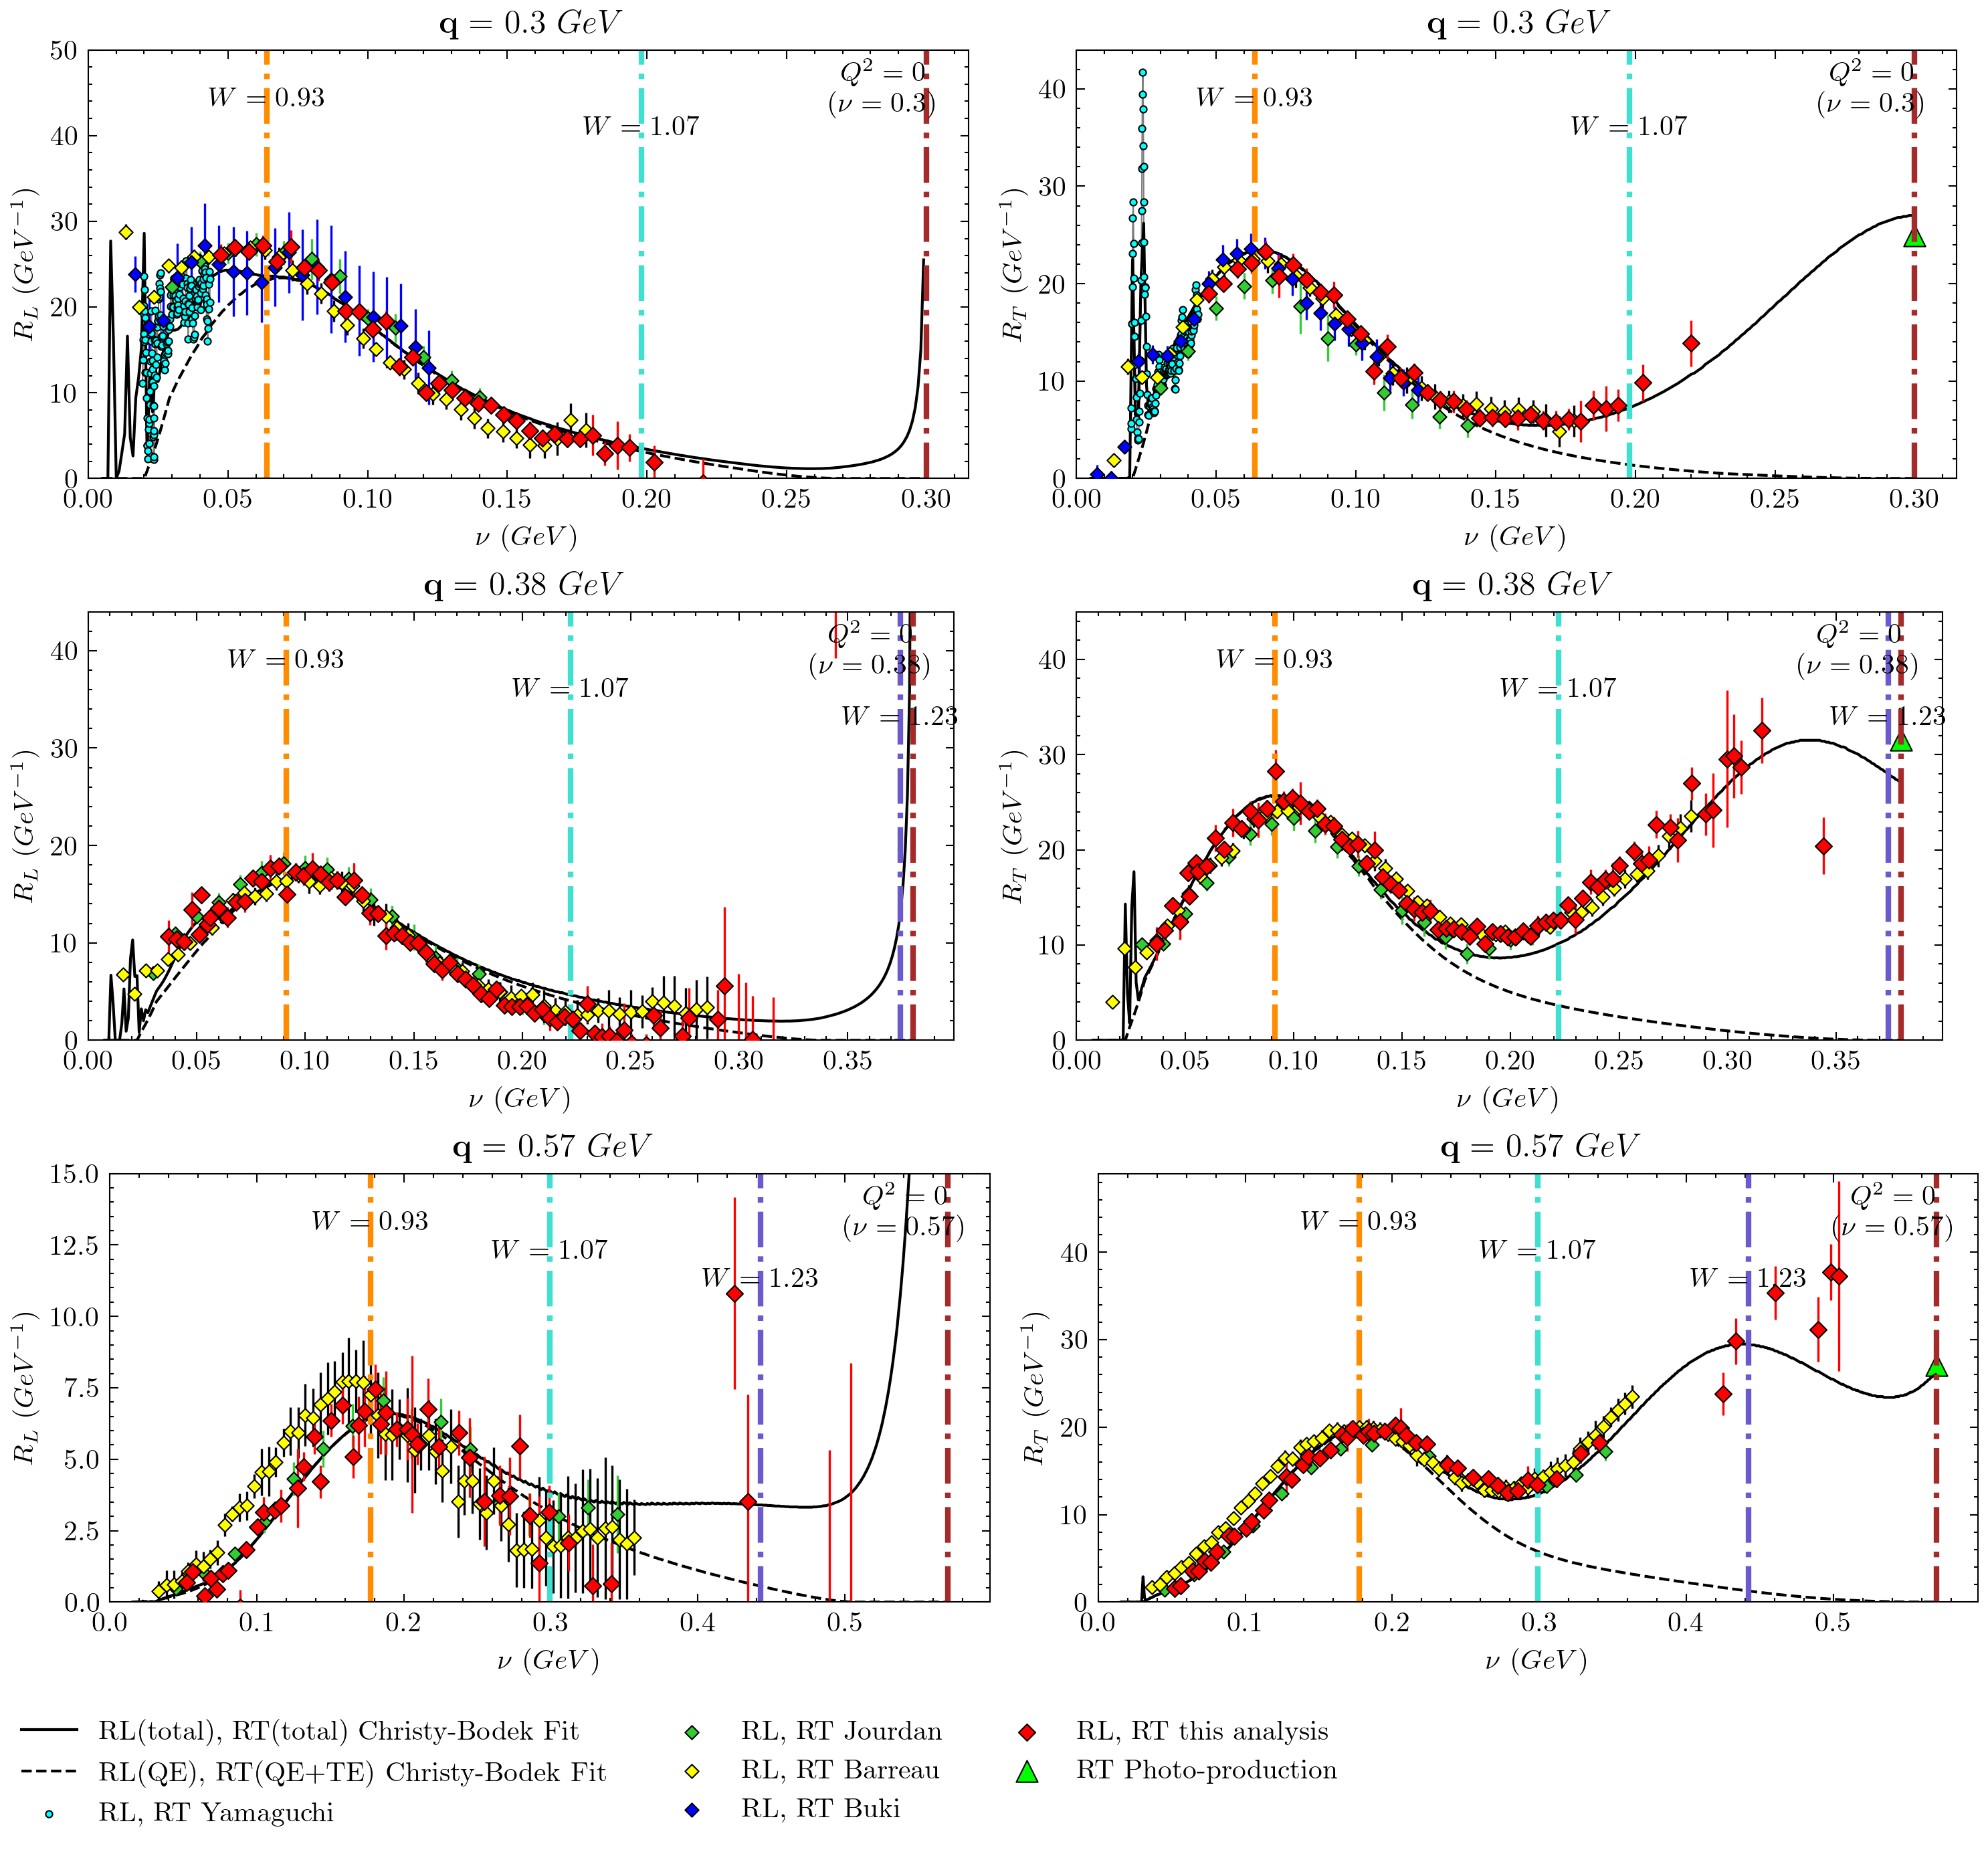 q = 0.3 GeV
50
40
30
20
10
0
R_L (GeV^−1)
W = 0.93
W = 1.07
Q^2 = 0
(ν = 0.3)
0.00 0.05 0.10 0.15 0.20 0.25 0.30
ν (GeV)
q = 0.3 GeV
40
30
20
10
0
R_T (GeV^−1)
W = 0.93
W = 1.07
Q^2 = 0
(ν = 0.3)
0.00 0.05 0.10 0.15 0.20 0.25 0.30
ν (GeV)
q = 0.38 GeV
40
30
20
10
0
R_L (GeV^−1)
W = 0.93
W = 1.07
Q^2 = 0
(ν = 0.38)
W = 1.23
0.00 0.05 0.10 0.15 0.20 0.25 0.30 0.35
ν (GeV)
q = 0.38 GeV
40
30
20
10
0
R_T (GeV^−1)
W = 0.93
W = 1.07
Q^2 = 0
(ν = 0.38)
W = 1.23
0.00 0.05 0.10 0.15 0.20 0.25 0.30 0.35
ν (GeV)
q = 0.57 GeV
15.0
12.5
10.0
7.5
5.0
2.5
0.0
R_L (GeV^−1)
W = 0.93
W = 1.07
W = 1.23
Q^2 = 0
(ν = 0.57)
0.0 0.1 0.2 0.3 0.4 0.5
ν (GeV)
q = 0.57 GeV
40
30
20
10
0
R_T (GeV^−1)
W = 0.93
W = 1.07
W = 1.23
Q^2 = 0
(ν = 0.57)
0.0 0.1 0.2 0.3 0.4 0.5
ν (GeV)
RL(total), RT(total) Christy-Bodek Fit
RL(QE), RT(QE+TE) Christy-Bodek Fit
RL, RT Yamaguchi
RL, RT Jourdan
RL, RT Barreau
RL, RT Buki
RL, RT this analysis
RT Photo-production